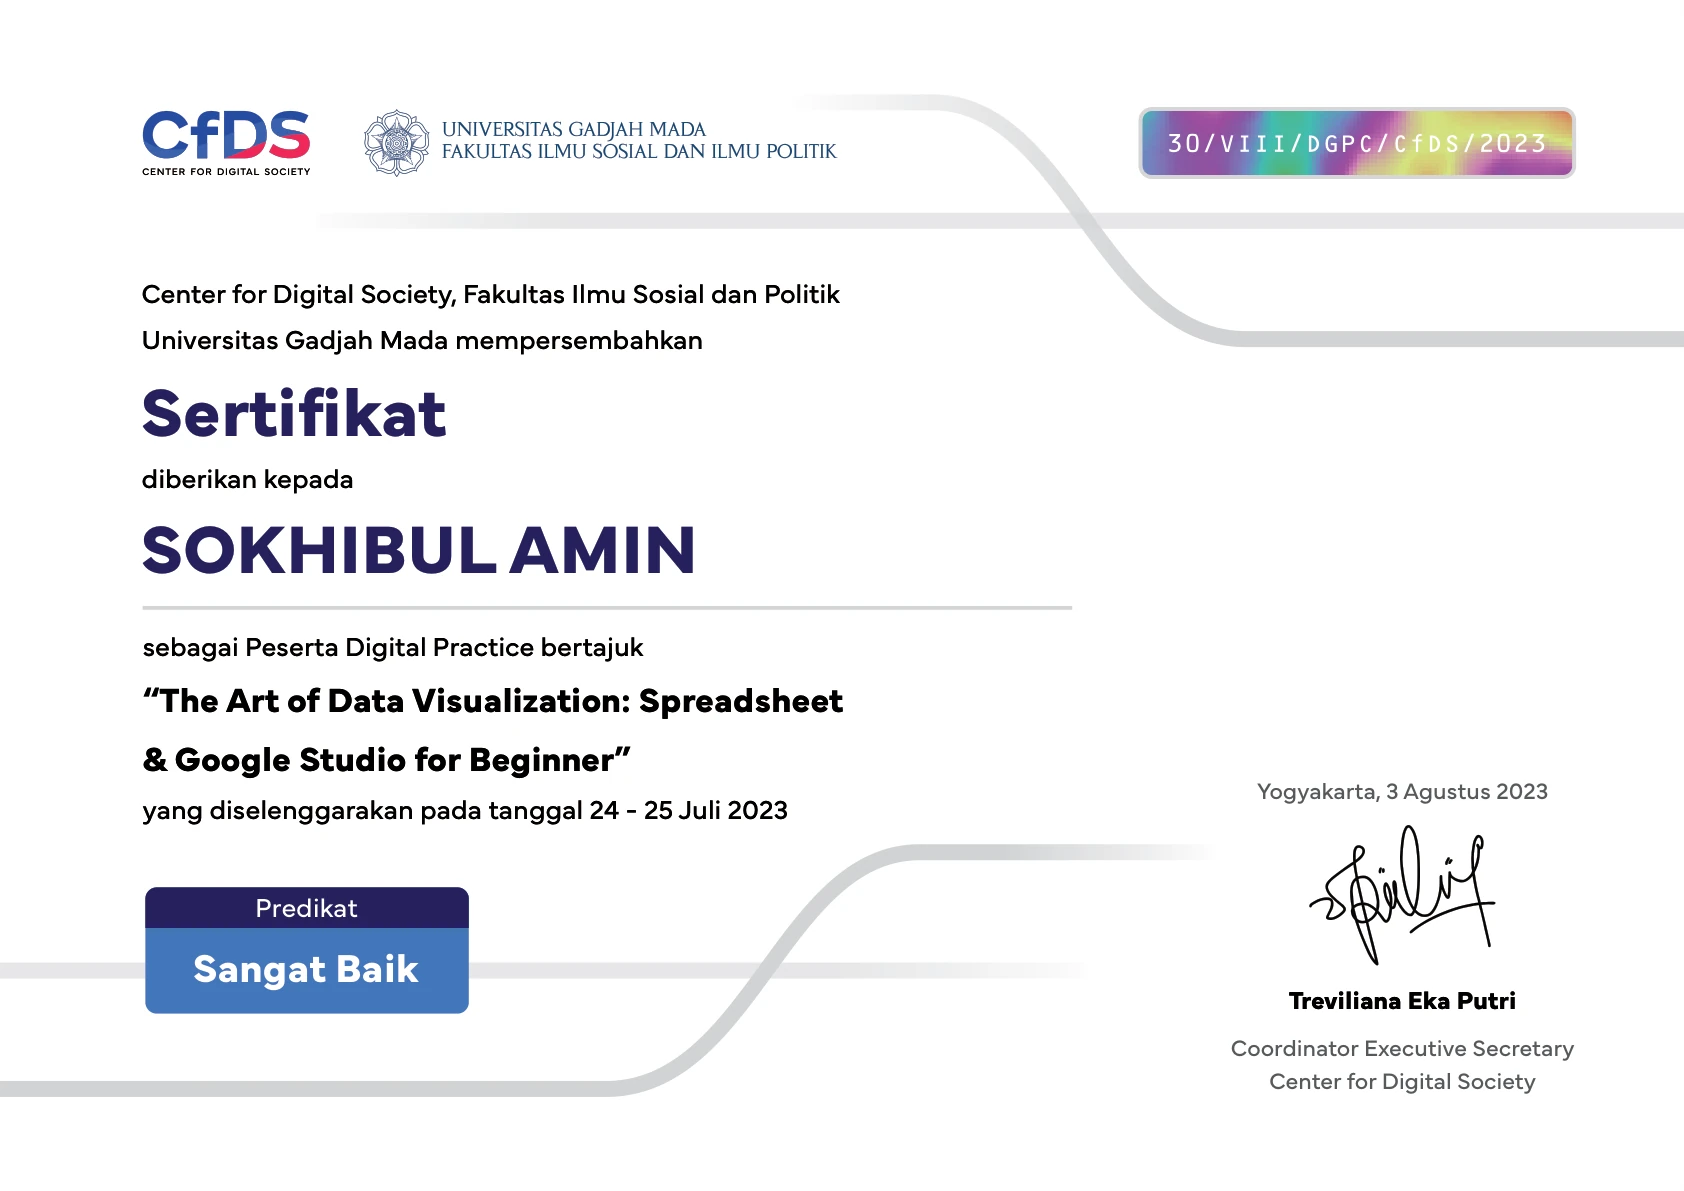 CfDS
CENTER FOR DIGITAL SOCIETY
UNIVERSITAS GADJAH MADA
FAKULTAS ILMU SOSIAL DAN ILMU POLITIK
30/VIII/DGPC/CfDS/2023
Center for Digital Society, Fakultas Ilmu Sosial dan Politik
Universitas Gadjah Mada mempersembahkan
Sertifikat
diberikan kepada
SOKHIBUL AMIN
sebagai Peserta Digital Practice bertajuk
“The Art of Data Visualization: Spreadsheet
& Google Studio for Beginner”
yang diselenggarakan pada tanggal 24 - 25 Juli 2023
Predikat
Sangat Baik
Yogyakarta, 3 Agustus 2023
Treviliana Eka Putri
Coordinator Executive Secretary
Center for Digital Society